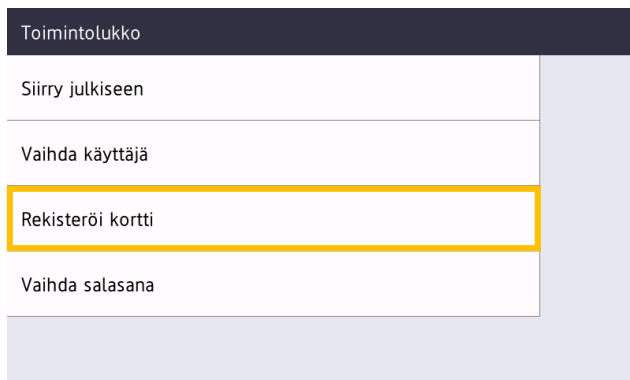 Toimintolukko
Siirry julkiseen
Vaihda käyttäjä
Rekisteröi kortti
Vaihda salasana